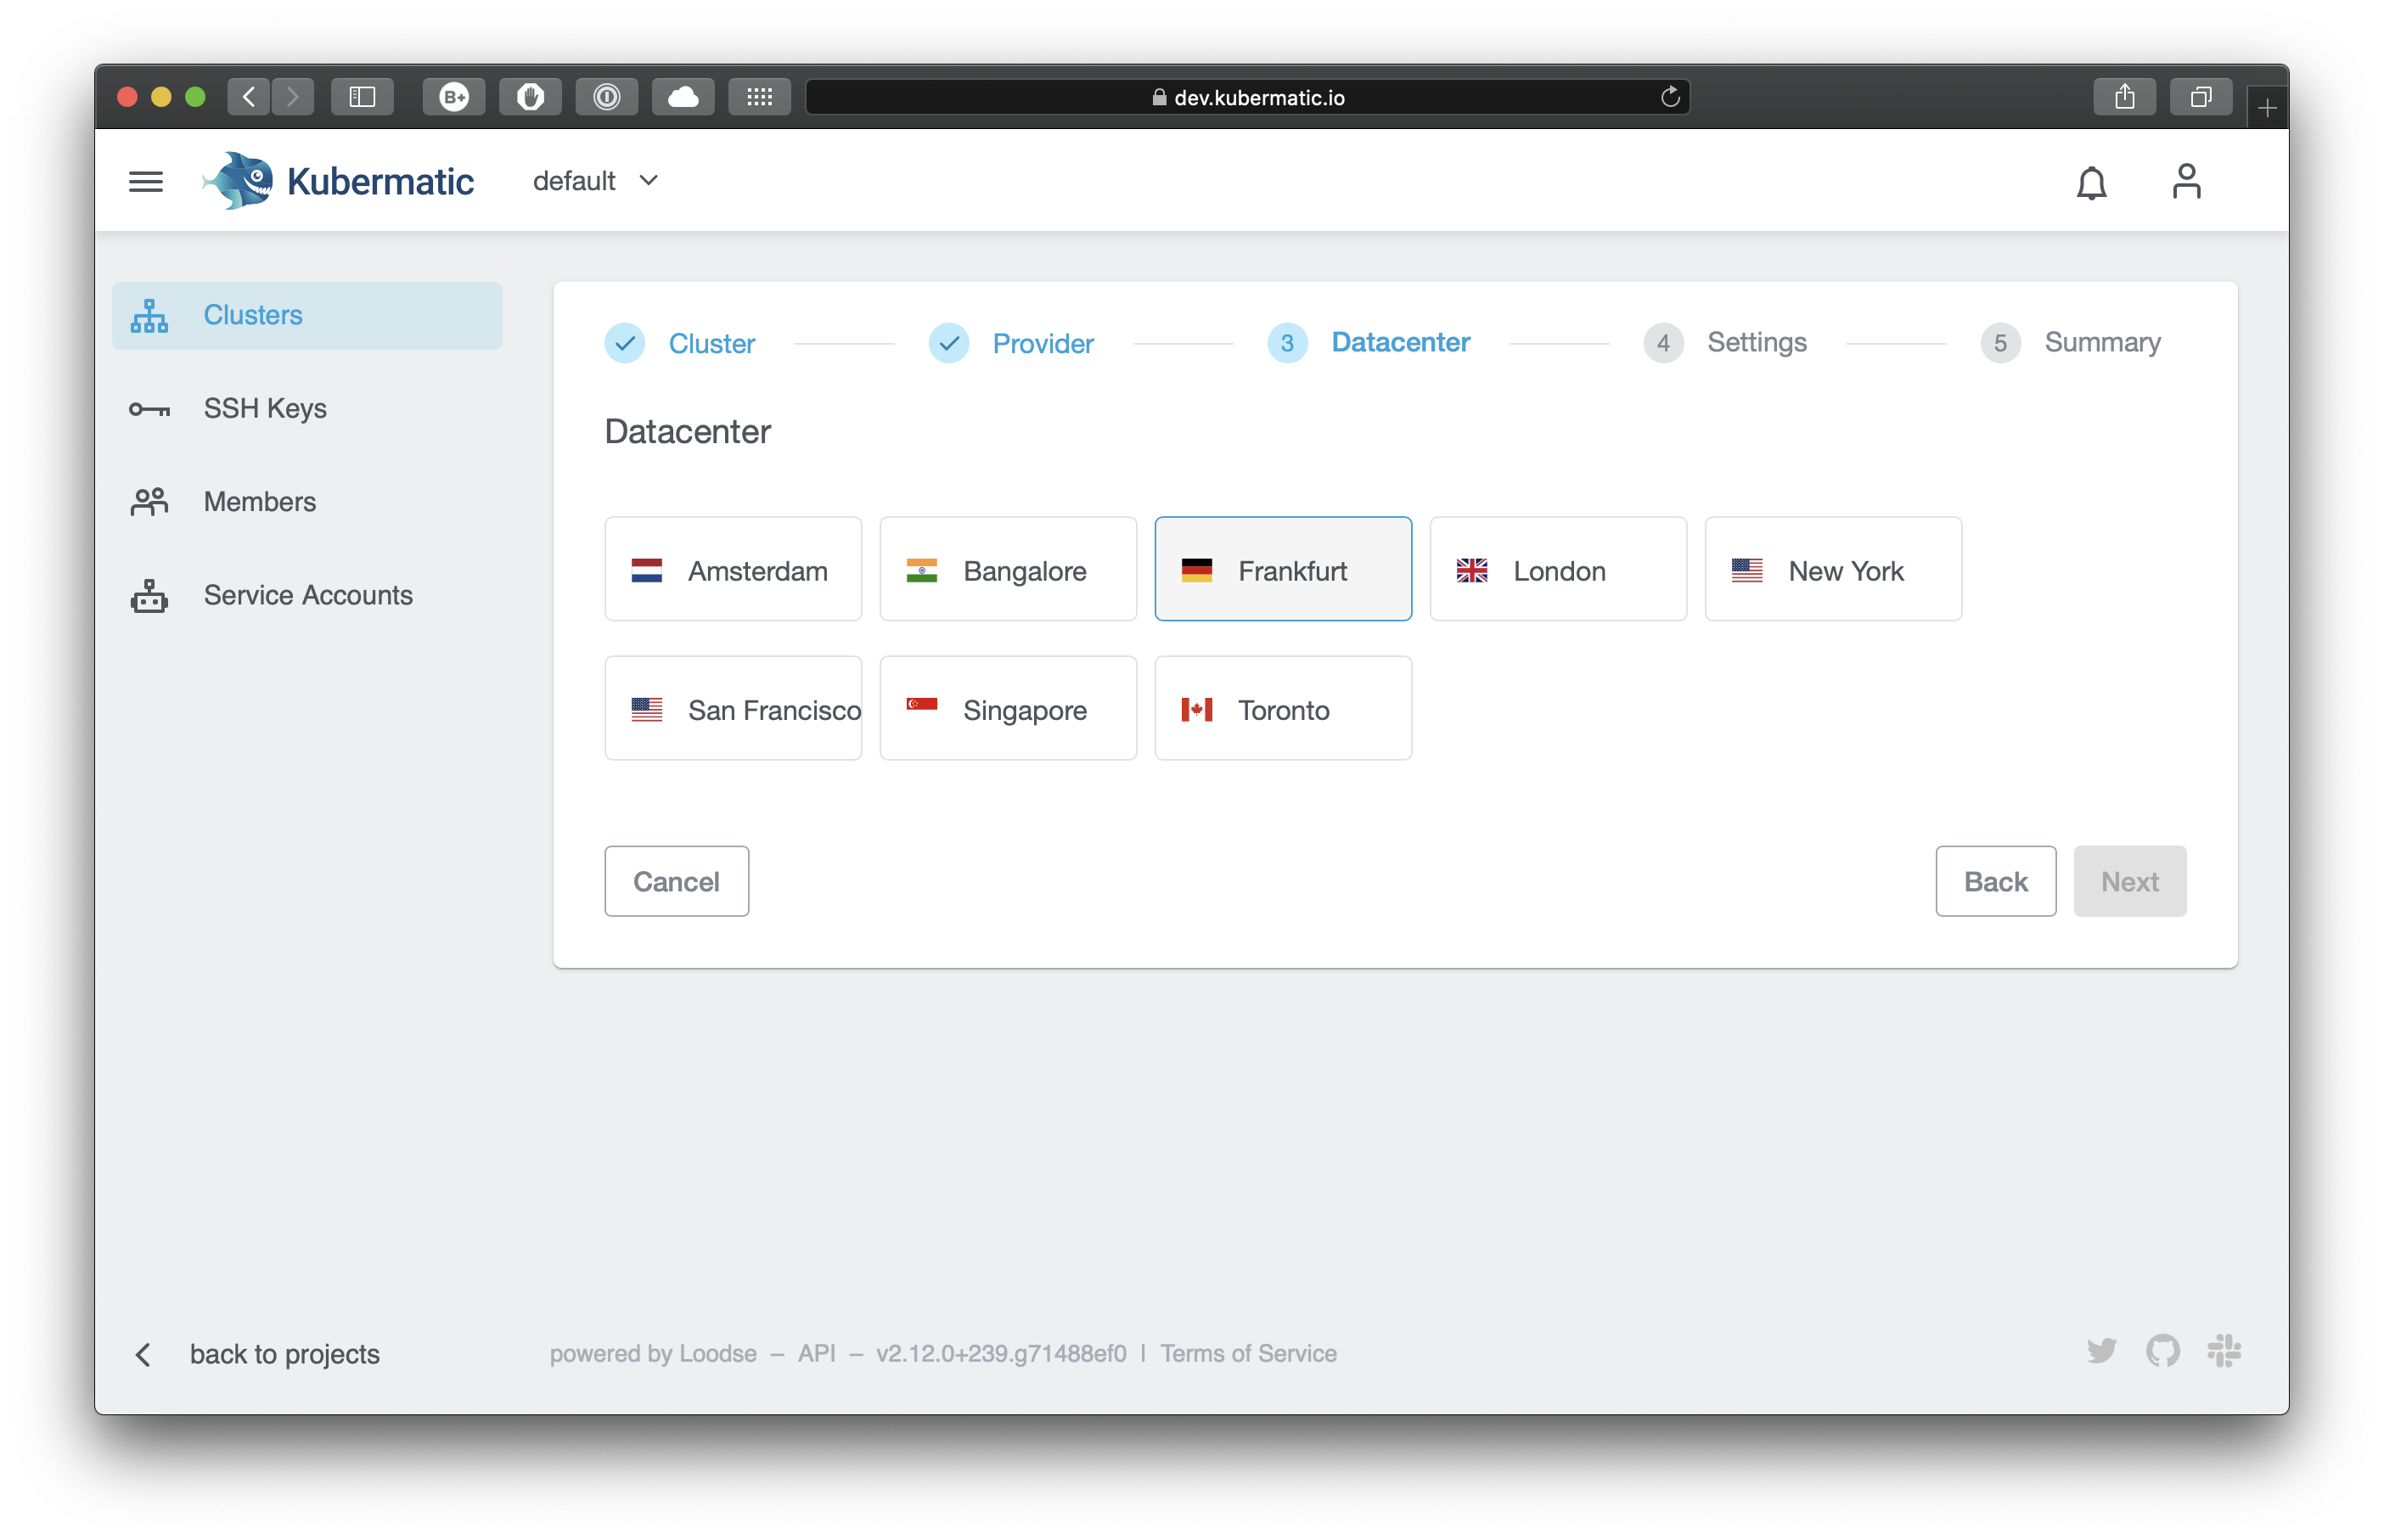 B+
dev.kubermatic.io
Kubermatic
default
Clusters
SSH Keys
Members
Service Accounts
Cluster
Provider
3 Datacenter
4 Settings
5 Summary
Datacenter
Amsterdam
Bangalore
Frankfurt
London
New York
San Francisco
Singapore
Toronto
Cancel
Back
Next
back to projects
powered by Loodse – API – v2.12.0+239.g71488ef0 | Terms of Service